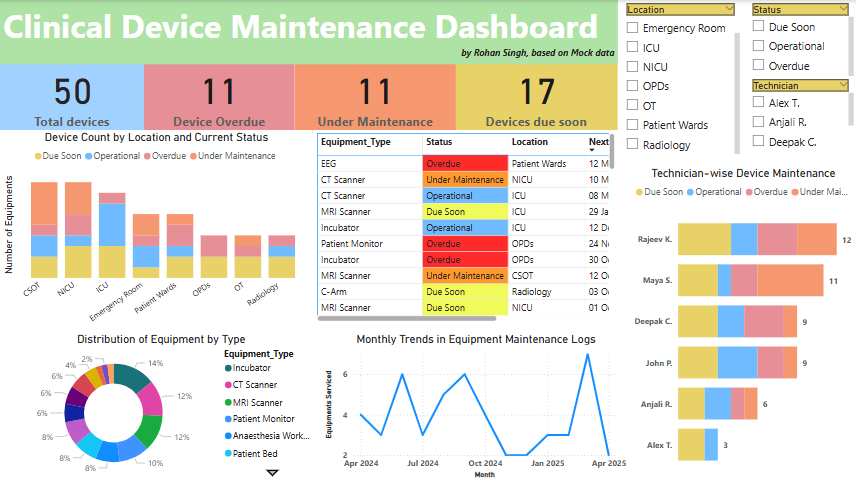 Clinical Device Maintenance Dashboard
by Rohan Singh, based on Mock data
50
Total devices
11
Device Overdue
11
Under Maintenance
17
Devices due soon
Location
Emergency Room
ICU
NICU
OPDs
OT
Patient Wards
Radiology
Status
Due Soon
Operational
Overdue
Technician
Alex T.
Anjali R.
Deepak C.
Device Count by Location and Current Status
Due Soon Operational Overdue Under Maintenance
Number of Equipments
CSOT NICU ICU Emergency Room Patient Wards OPDs OT Radiology
Equipment_Type Status Location Next
EEG Overdue Patient Wards 12 M
CT Scanner Under Maintenance NICU 10 M
CT Scanner Operational ICU 08 M
MRI Scanner Due Soon ICU 29 Ja
Incubator Operational ICU 12 D
Patient Monitor Overdue OPDs 24 N
Incubator Overdue OPDs 30 O
MRI Scanner Under Maintenance CSOT 12 O
C-Arm Due Soon Radiology 03 O
MRI Scanner Due Soon NICU 01 O
Technician-wise Device Maintenance
Due Soon Operational Overdue Under Mai...
Rajeev K. 12
Maya S. 11
Deepak C. 9
John P. 9
Anjali R. 6
Alex T. 3
Distribution of Equipment by Type
14%
12%
12%
10%
8%
8%
8%
6%
6%
6%
4%
2%
Equipment_Type
Incubator
CT Scanner
MRI Scanner
Patient Monitor
Anaesthesia Work...
Patient Bed
Monthly Trends in Equipment Maintenance Logs
Equipments Serviced
6
4
2
Apr 2024 Jul 2024 Oct 2024 Jan 2025 Apr 2025
Month